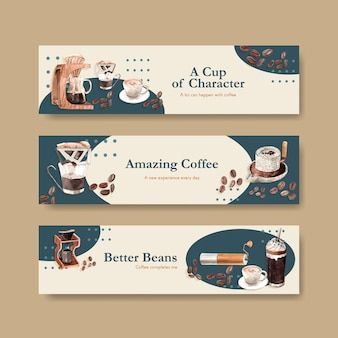 A Cup
of Character
A lot can happen with coffee
Amazing Coffee
A new experience every day
Better Beans
Coffee completes me